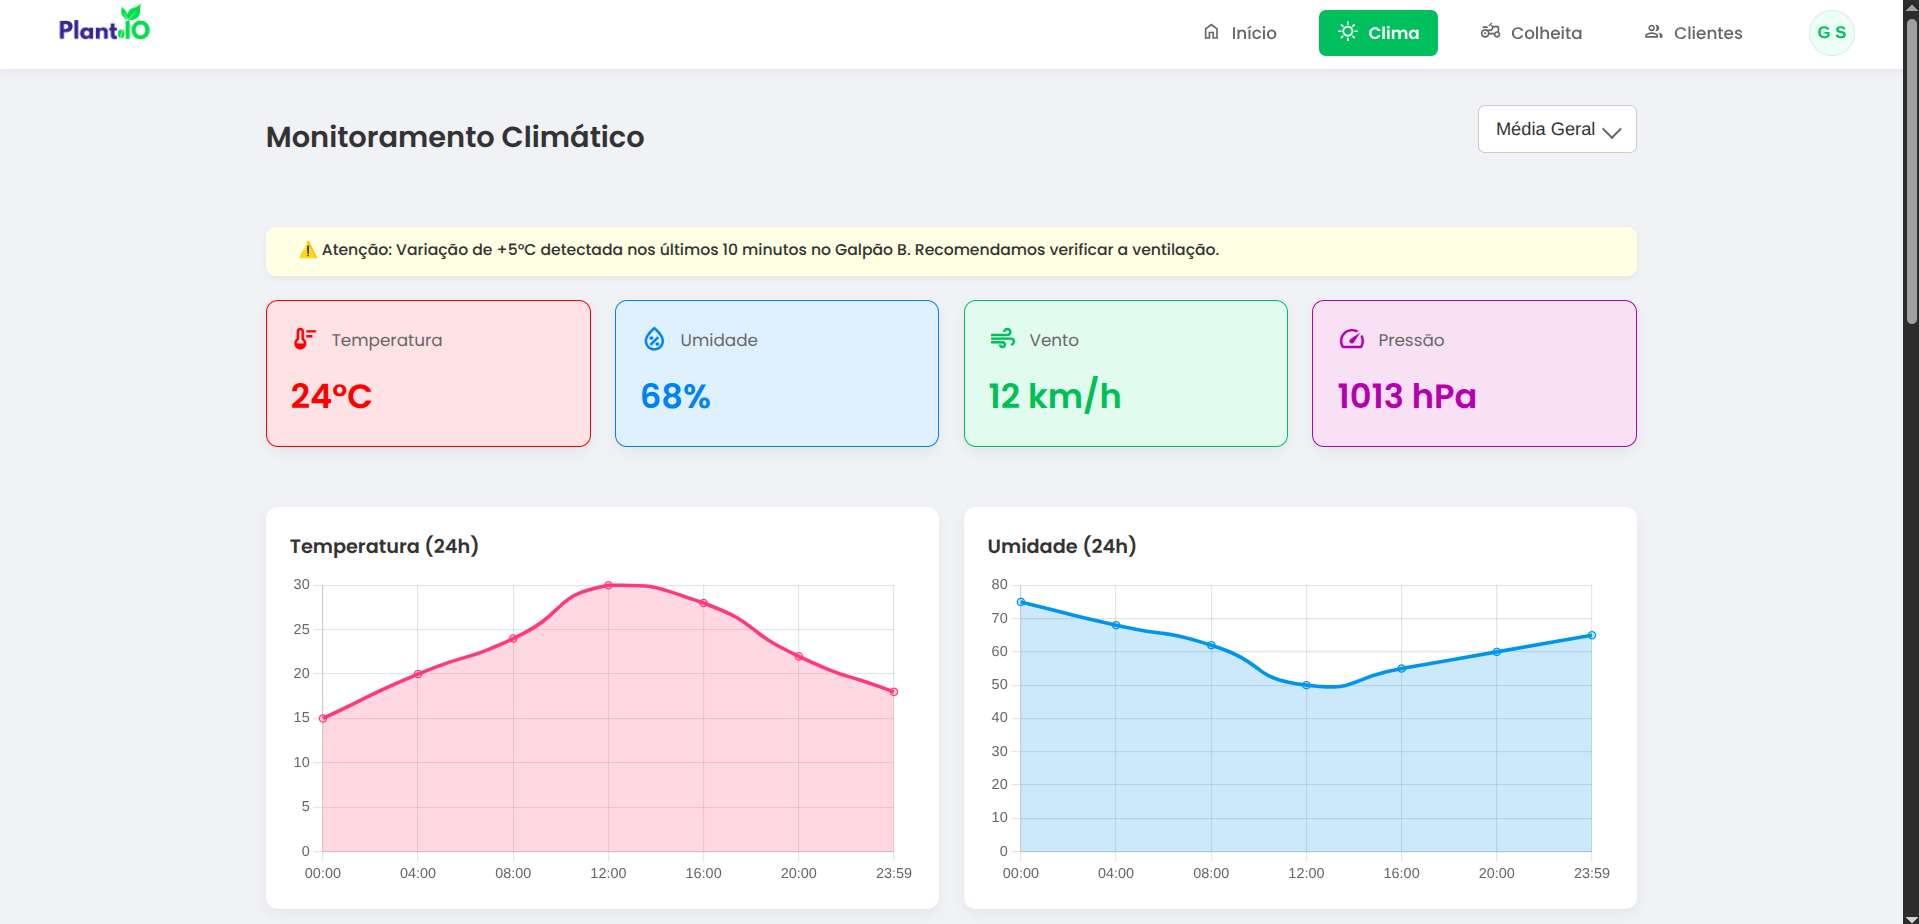 Plant.IO
Início
Clima
Colheita
Clientes
G S
Monitoramento Climático
Média Geral
⚠️ Atenção: Variação de +5°C detectada nos últimos 10 minutos no Galpão B. Recomendamos verificar a ventilação.
Temperatura
24°C
Umidade
68%
Vento
12 km/h
Pressão
1013 hPa
Temperatura (24h)
30
25
20
15
10
5
0
00:00 04:00 08:00 12:00 16:00 20:00 23:59
Umidade (24h)
80
70
60
50
40
30
20
10
0
00:00 04:00 08:00 12:00 16:00 20:00 23:59